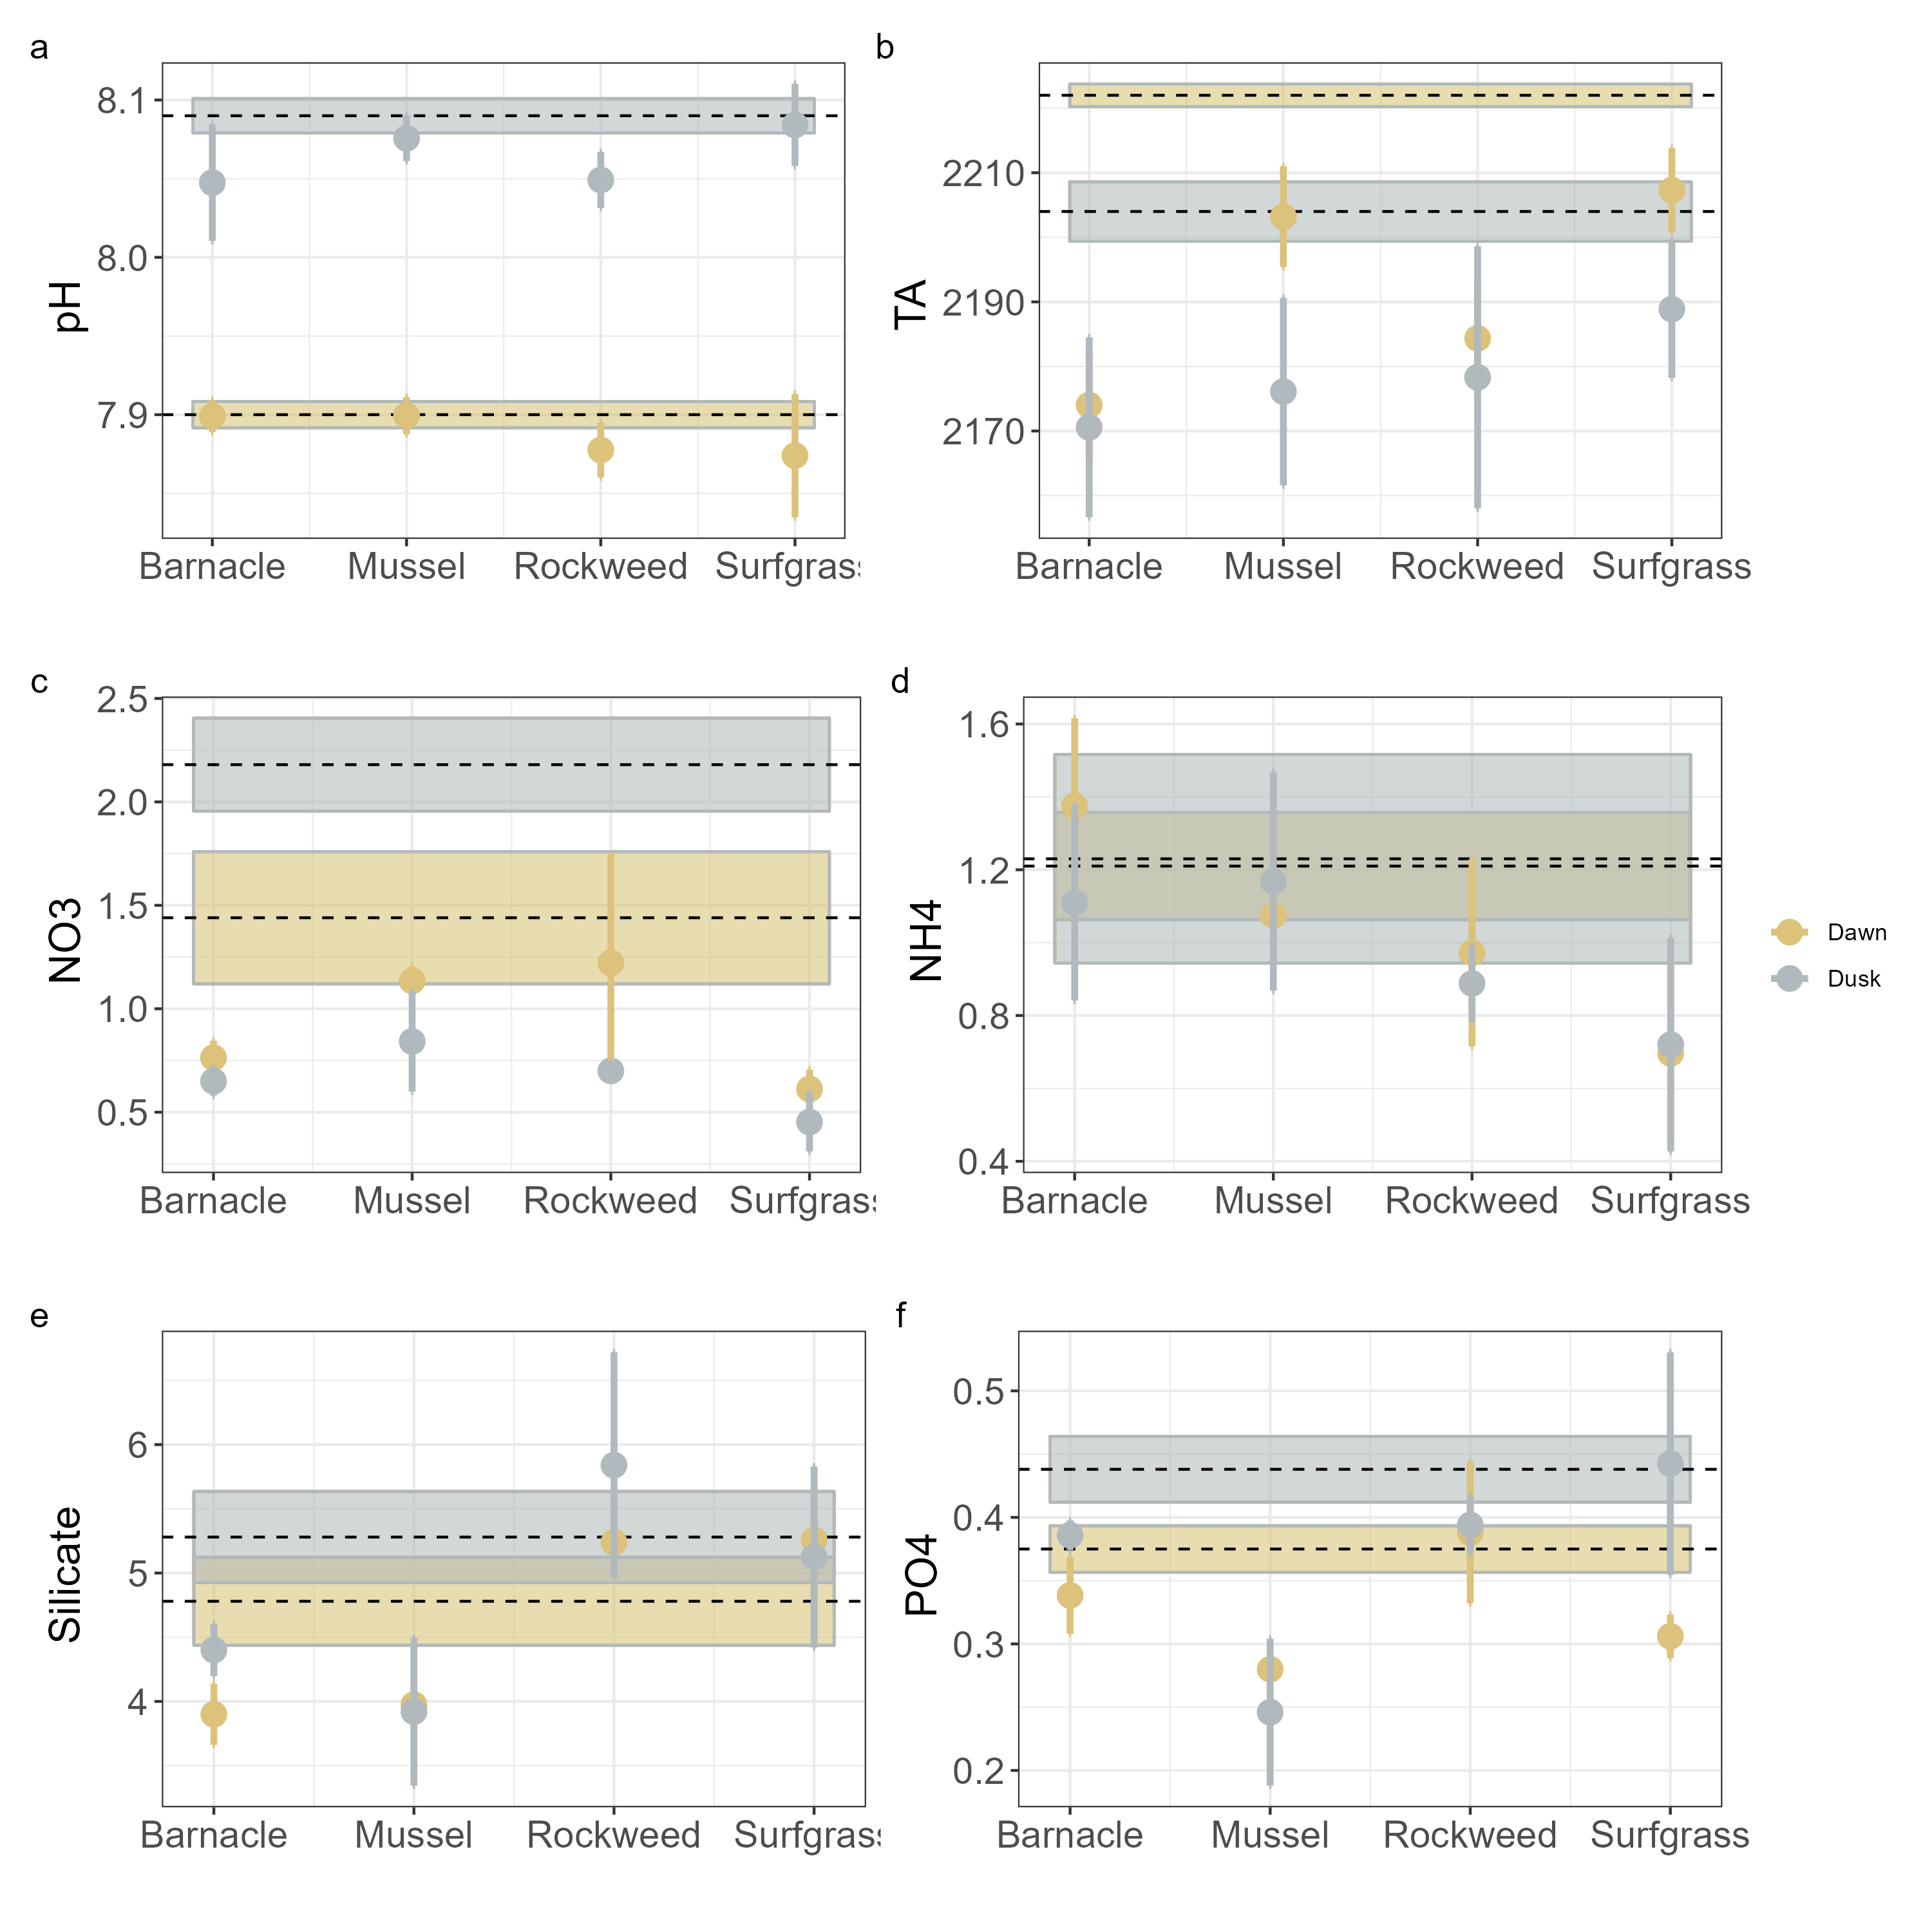 a
b
8.1
8.0
7.9
pH
Barnacle Mussel Rockweed Surfgras
2210
2190
2170
TA
Barnacle Mussel Rockweed Surfgrass
c
d
2.5
2.0
1.5
1.0
0.5
NO3
Barnacle Mussel Rockweed Surfgras
1.6
1.2
0.8
0.4
NH4
Barnacle Mussel Rockweed Surfgrass
Dawn
Dusk
e
f
6
5
4
Silicate
Barnacle Mussel Rockweed Surfgras
0.5
0.4
0.3
0.2
PO4
Barnacle Mussel Rockweed Surfgrass